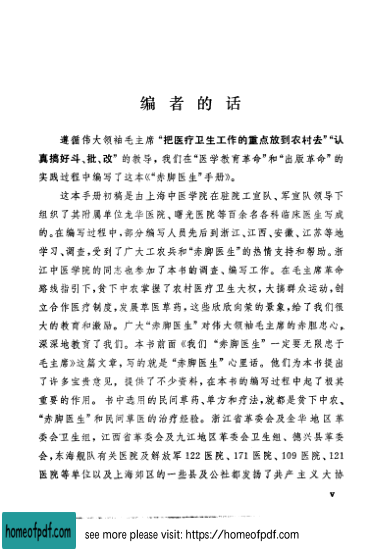 编者的话
遵循伟大领袖毛主席“把医疗卫生工作的重点放到农村去”“认
真搞好斗、批、改”的教导，我们在“医学教育革命”和“出版革命”的
实践过程中编写了这本《“赤脚医生”手册》。
这本手册初稿是由上海中医学院在驻院工宣队、军宣队领导下
组织了其附属单位龙华医院、曙光医院等百余名各科临床医生写成
的。在编写过程中，部分编写人员先后到浙江、江西、安徽、江苏等地
学习、调查，受到了广大工农兵和“赤脚医生”的热情支持和帮助。浙
江中医学院的同志也参加了本书的调查、编写工作。在毛主席革命
路线指引下，贫下中农掌握了农村医疗卫生大权，大搞群众运动，创
立合作医疗制度，发展草医草药，这些欣欣向荣的景象，给了我们很
大的教育和激励。广大“赤脚医生”对伟大领袖毛主席的赤胆忠心，
深深地教育了我们。本书前面《我们“赤脚医生”一定要无限忠于
毛主席》这篇文章，写的就是“赤脚医生”心里话。他们为本书提出
了许多宝贵意见，提供了不少资料，在本书的编写过程中起了极其
重要的作用。书中选用的民间草药、单方和疗法，就都是贫下中农、
“赤脚医生”和民间草医的治疗经验。浙江省革委会及金华地区革
委会卫生组，江西省革委会及九江地区革委会卫生组、德兴县革委
会，东海舰队有关医院及解放军122医院、171医院、109医院、121
医院等单位以及上海郊区的一些县及公社都发扬了共产主义大协
v
homeofpdf.com
see more please visit: https://homeofpdf.com